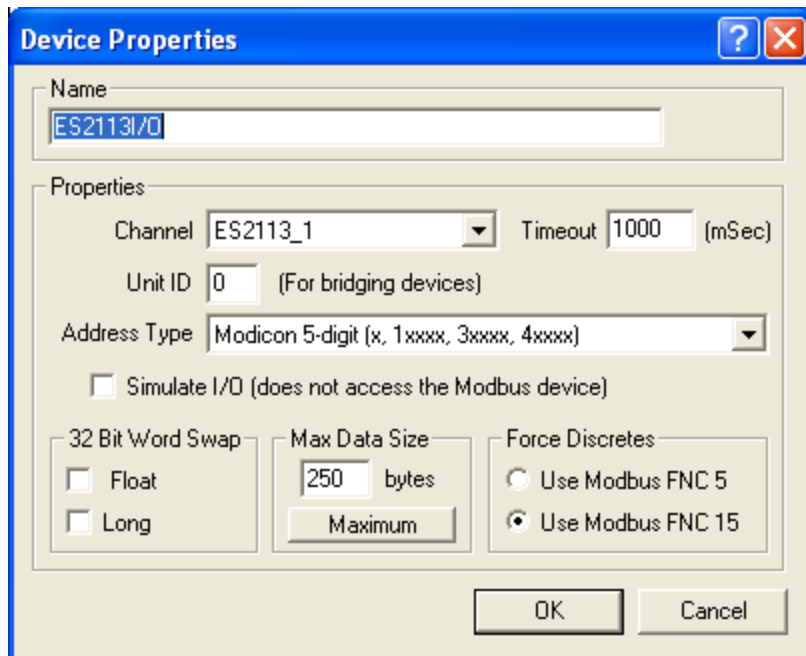 Device Properties
Name
ES2113I/O
Properties
Channel ES2113_1 Timeout 1000 (mSec)
Unit ID 0 (For bridging devices)
Address Type Modicon 5-digit (x, 1xxxx, 3xxxx, 4xxxx)
Simulate I/O (does not access the Modbus device)
32 Bit Word Swap Max Data Size Force Discretes
Float 250 bytes Use Modbus FNC 5
Long Maximum Use Modbus FNC 15
OK Cancel